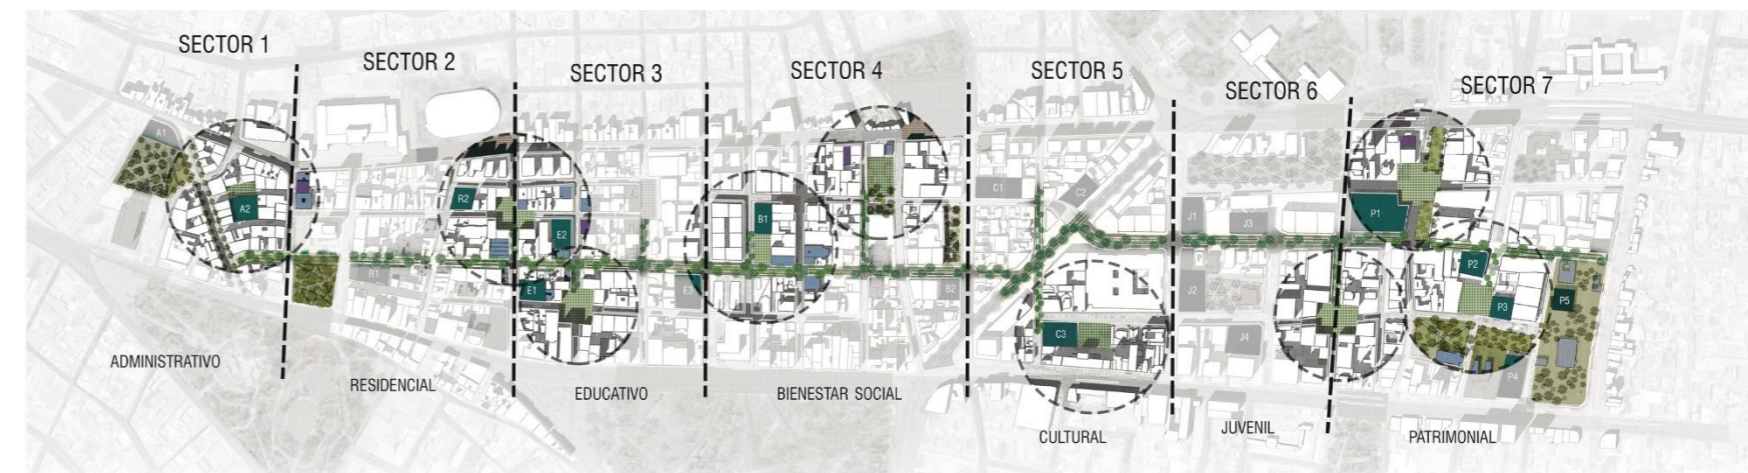 SECTOR 1
SECTOR 2
SECTOR 3
SECTOR 4
SECTOR 5
SECTOR 6
SECTOR 7
A1
A2
R2
R1
E2
E1
E3
B1
B2
C1
C2
C3
J1
J3
J2
J4
P1
P2
P3
P5
P4
ADMINISTRATIVO
RESIDENCIAL
EDUCATIVO
BIENESTAR SOCIAL
CULTURAL
JUVENIL
PATRIMONIAL